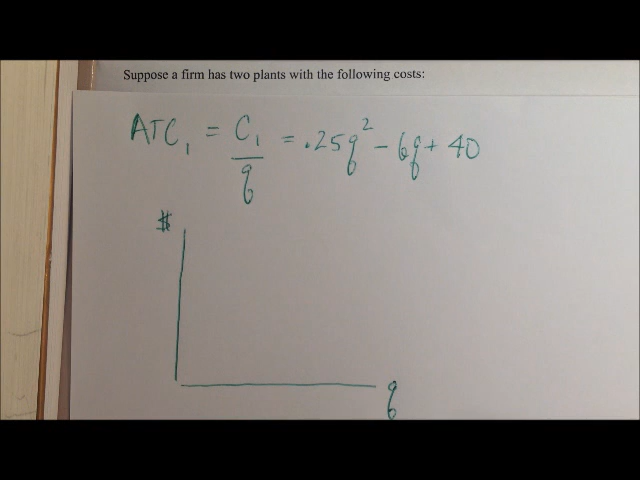 Suppose a firm has two plants with the following costs:
ATC₁ = C₁/q = .25q² - 6q + 40
$
q